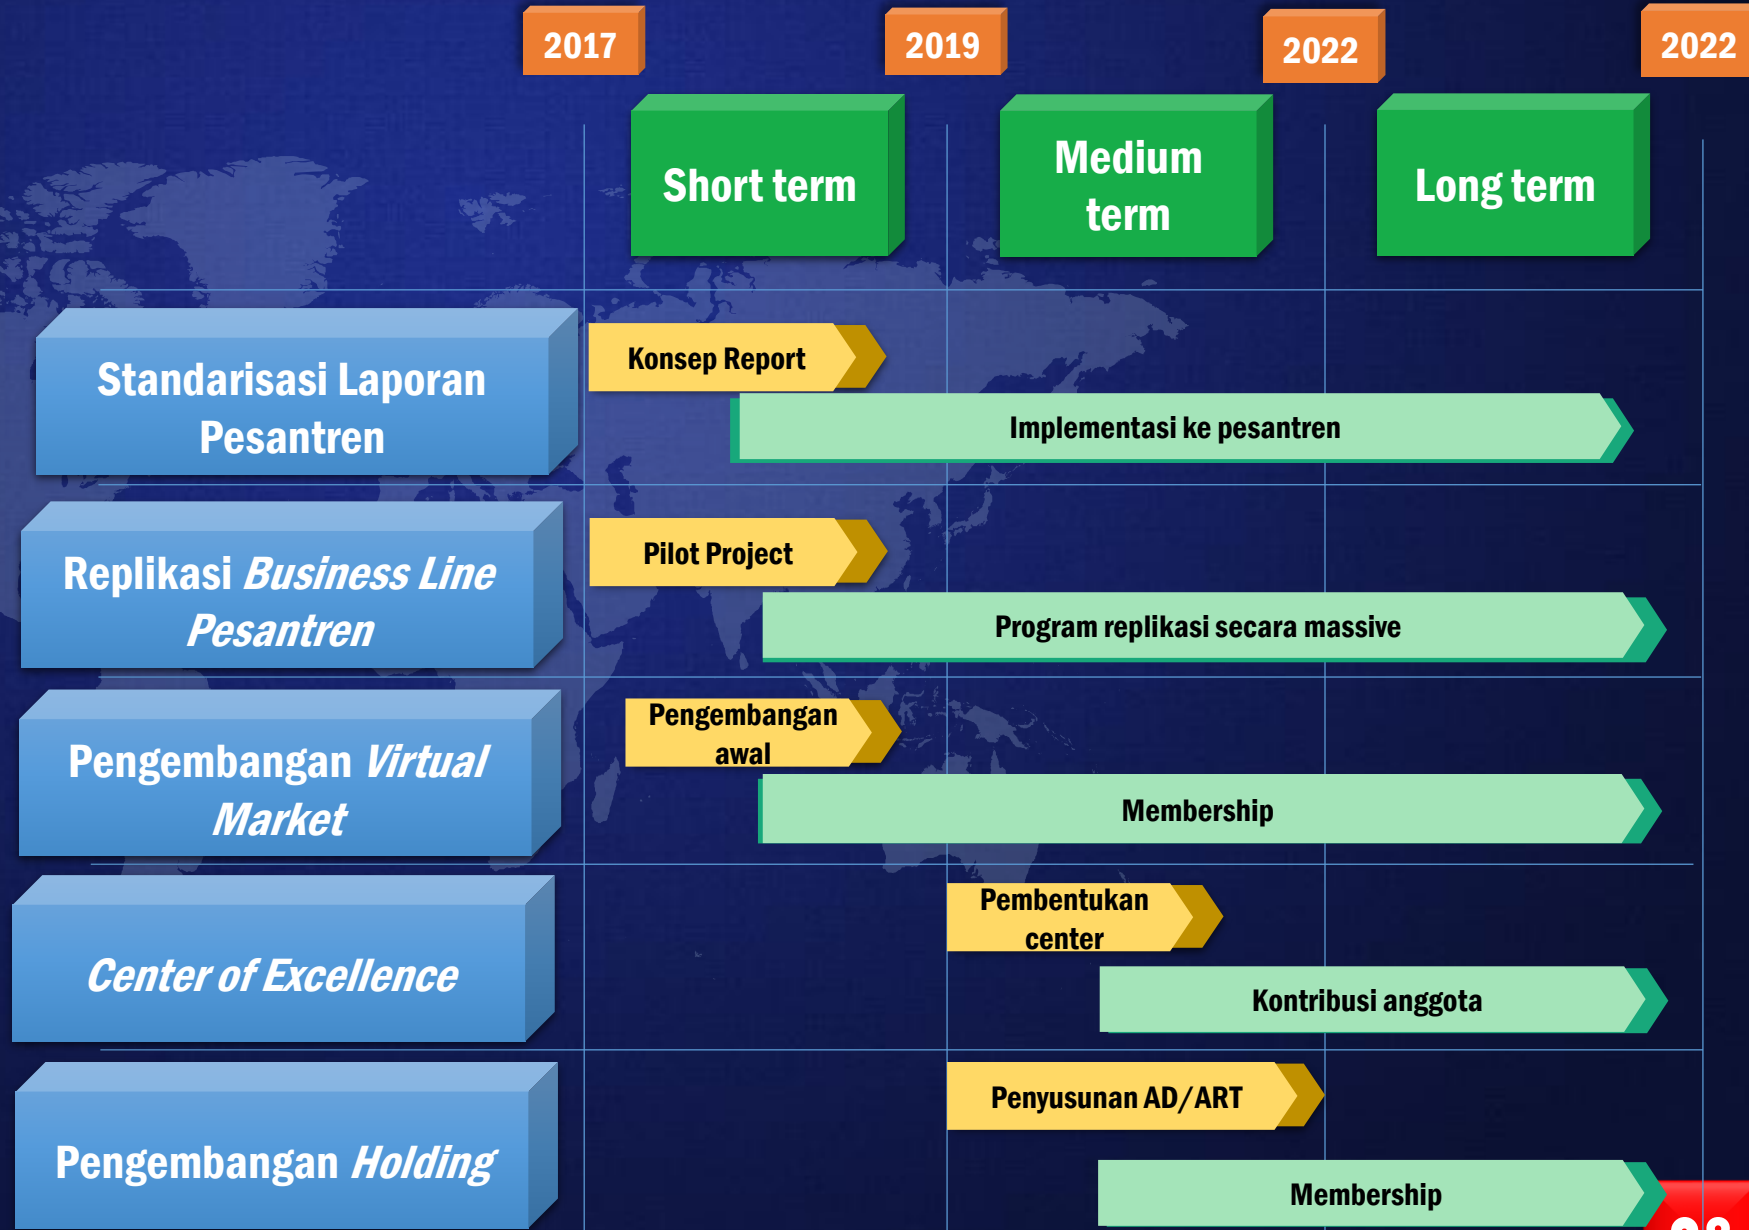 2017
2019
2022
2022
Short term
Medium
term
Long term
Standarisasi Laporan
Pesantren
Konsep Report
Implementasi ke pesantren
Replikasi Business Line
Pesantren
Pilot Project
Program replikasi secara massive
Pengembangan Virtual
Market
Pengembangan
awal
Membership
Center of Excellence
Pembentukan
center
Kontribusi anggota
Pengembangan Holding
Penyusunan AD/ART
Membership